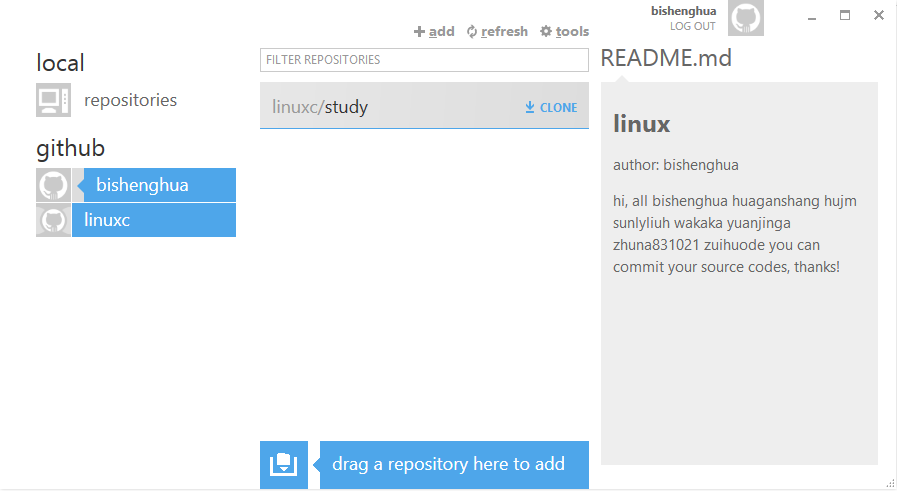 bishenghua
LOG OUT
add refresh tools
local
repositories
github
bishenghua
linuxc
FILTER REPOSITORIES
linuxc/study CLONE
drag a repository here to add
README.md
linux
author: bishenghua
hi, all bishenghua huaganshang hujm
sunlyliuh wakaka yuanjinga
zhuna831021 zuihuode you can
commit your source codes, thanks!